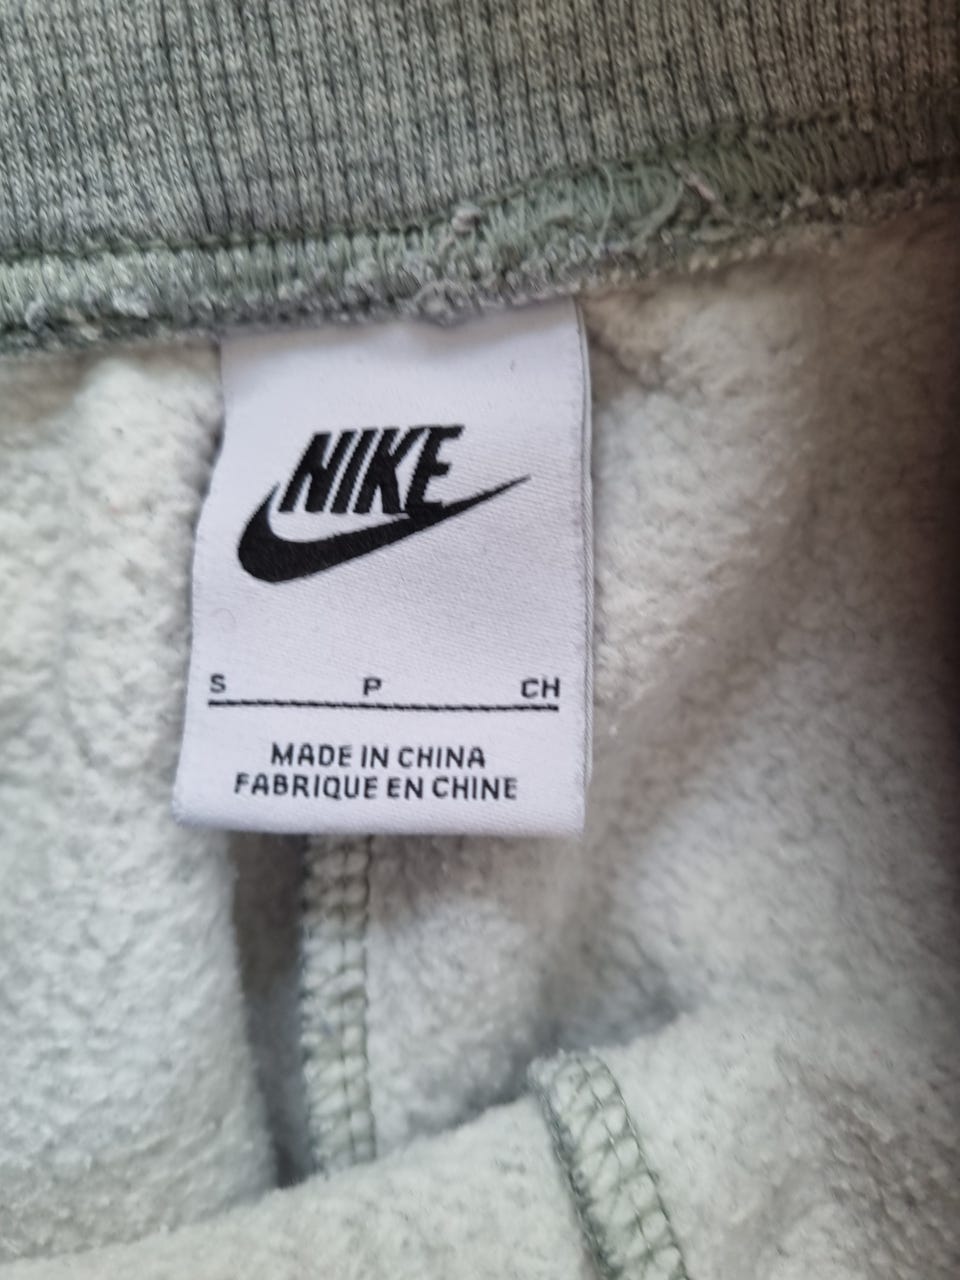 NIKE
S P CH
MADE IN CHINA
FABRIQUE EN CHINE